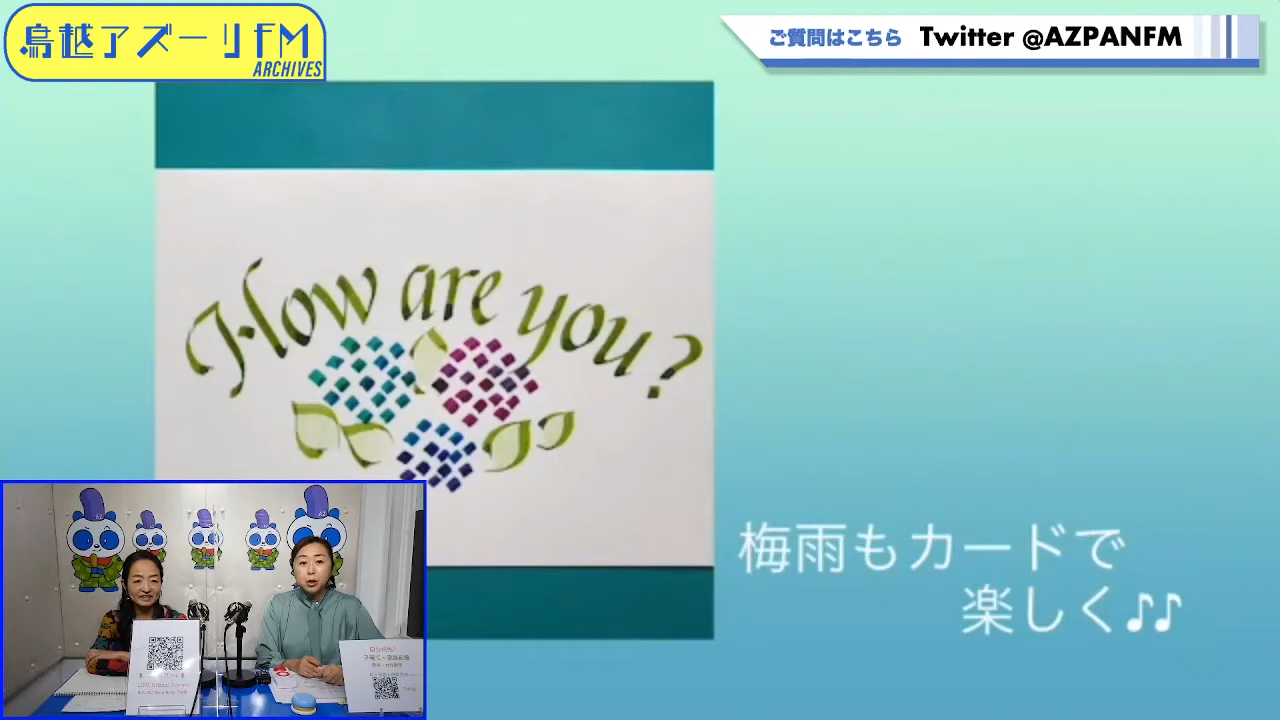 鳥越アズーリFM
ARCHIVES
ご質問はこちら Twitter @AZPANFM
How are you?
梅雨もカードで
楽しく♪♪